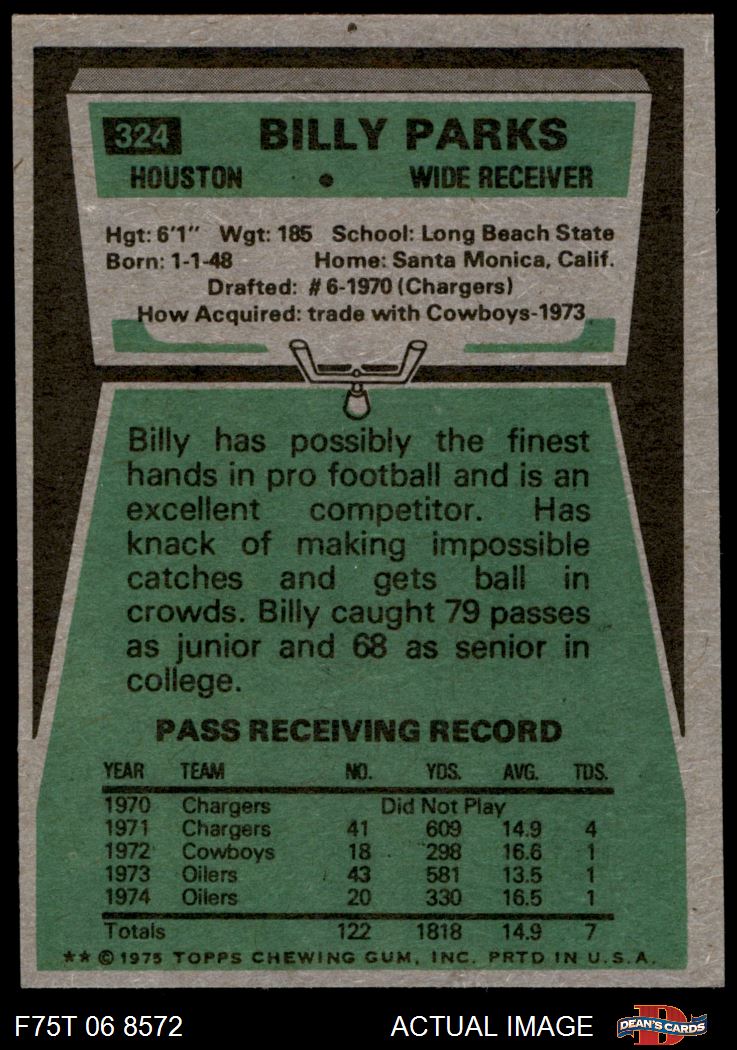 324 BILLY PARKS
HOUSTON • WIDE RECEIVER
Hgt: 6'1" Wgt: 185 School: Long Beach State
Born: 1-1-48 Home: Santa Monica, Calif.
Drafted: #6-1970 (Chargers)
How Acquired: trade with Cowboys-1973
Billy has possibly the finest
hands in pro football and is an
excellent competitor. Has
knack of making impossible
catches and gets ball in
crowds. Billy caught 79 passes
as junior and 68 as senior in
college.
PASS RECEIVING RECORD
YEAR TEAM NO. YDS. AVG. TDS.
1970 Chargers Did Not Play
1971 Chargers 41 609 14.9 4
1972 Cowboys 18 298 16.6 1
1973 Oilers 43 581 13.5 1
1974 Oilers 20 330 16.5 1
Totals 122 1818 14.9 7
** © 1975 TOPPS CHEWING GUM, INC. PRTD IN U.S.A.
F75T 06 8572 ACTUAL IMAGE D DEAN'S CARDS